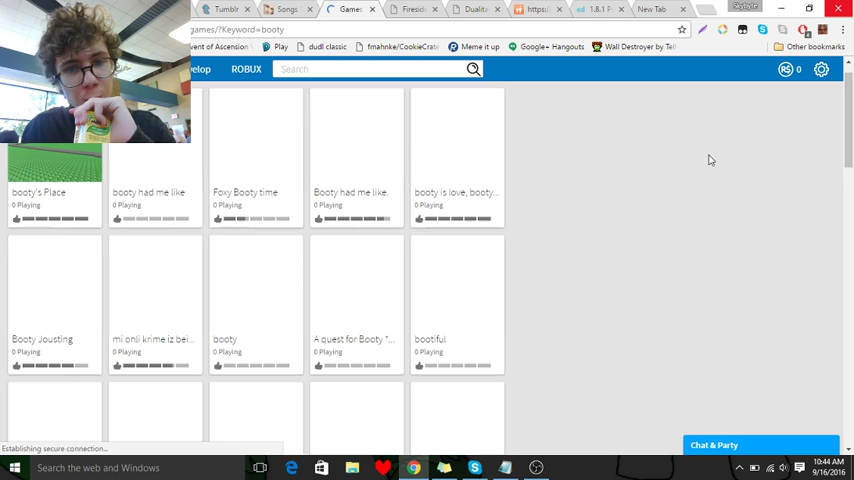 Skybyte
Tumblr
Songs
Games
Fireside
Dualita
https:/
1.8.1 P
New Tab
games/?Keyword=booty
vent of Ascension
Play
dudl classic
fmahnke/CookieCrate
Meme it up
Google+ Hangouts
Wall Destroyer by Tell
Other bookmarks
velop
ROBUX
Search
R$ 0
booty's Place
booty had me like
Foxy Booty time
Booty had me like.
booty is love, booty...
0 Playing
0 Playing
0 Playing
0 Playing
0 Playing
Booty Jousting
mi onli krime iz bei...
booty
A quest for Booty "...
bootiful
0 Playing
0 Playing
0 Playing
0 Playing
0 Playing
Establishing secure connection...
Chat & Party
Search the web and Windows
10:44 AM
9/16/2016